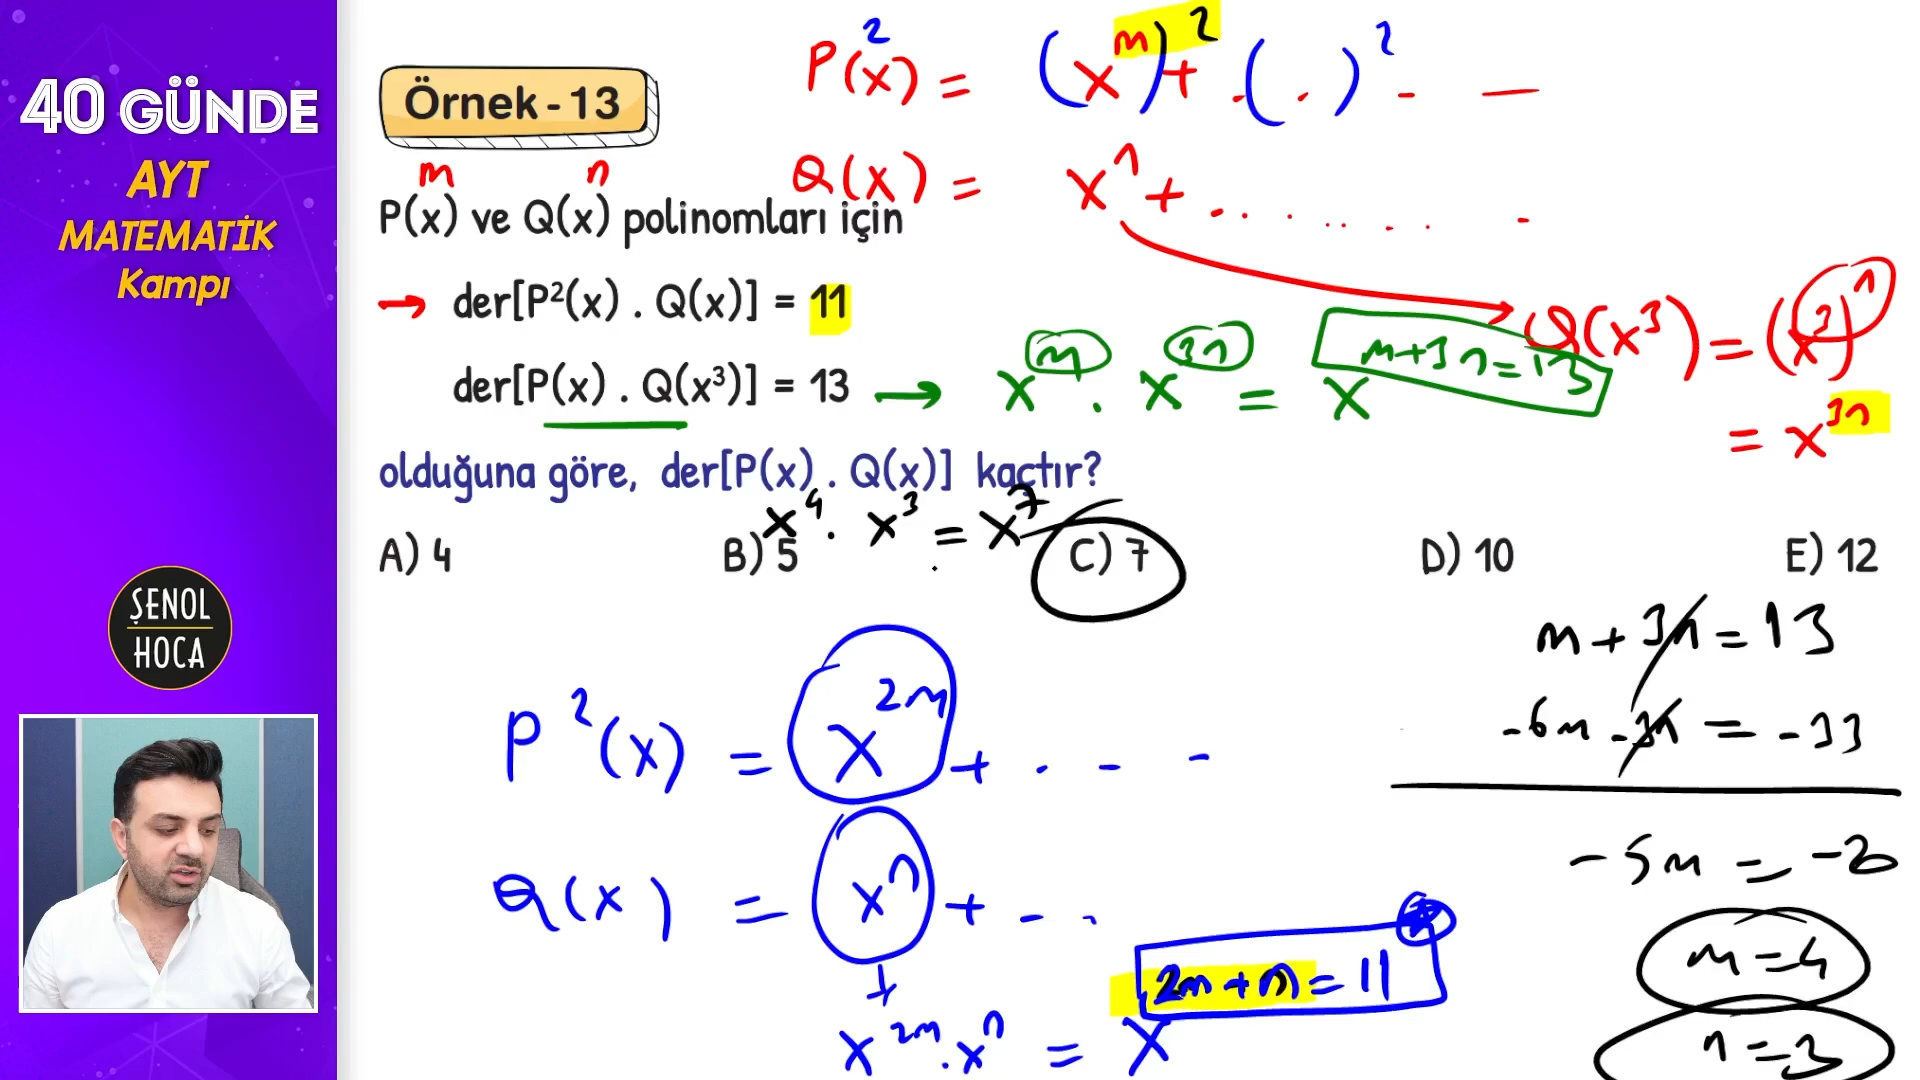 40 GÜNDE
AYT
MATEMATİK
Kampı
ŞENOL
HOCA
Örnek - 13
P(x)² = (x^m)² + . ( . )² - —
m n
Q(x) = x^n + . . . . . . . .
P(x) ve Q(x) polinomları için
→ der[P²(x) . Q(x)] = 11
Q(x³) = (x³)^n
= x^3n
der[P(x) . Q(x³)] = 13 → x^m . x^3n = x^m+3n=13
olduğuna göre, der[P(x) . Q(x)] kaçtır?
x⁴ . x³ = x⁷
A) 4 B) 5 C) 7 D) 10 E) 12
m + 3n = 13
-6m - 3n = -33
-5m = -20
m = 4
n = 3
P²(x) = x^2m + . - -
Q(x) = x^n + - . .
+
x^2m . x^n = x^2m+n=11